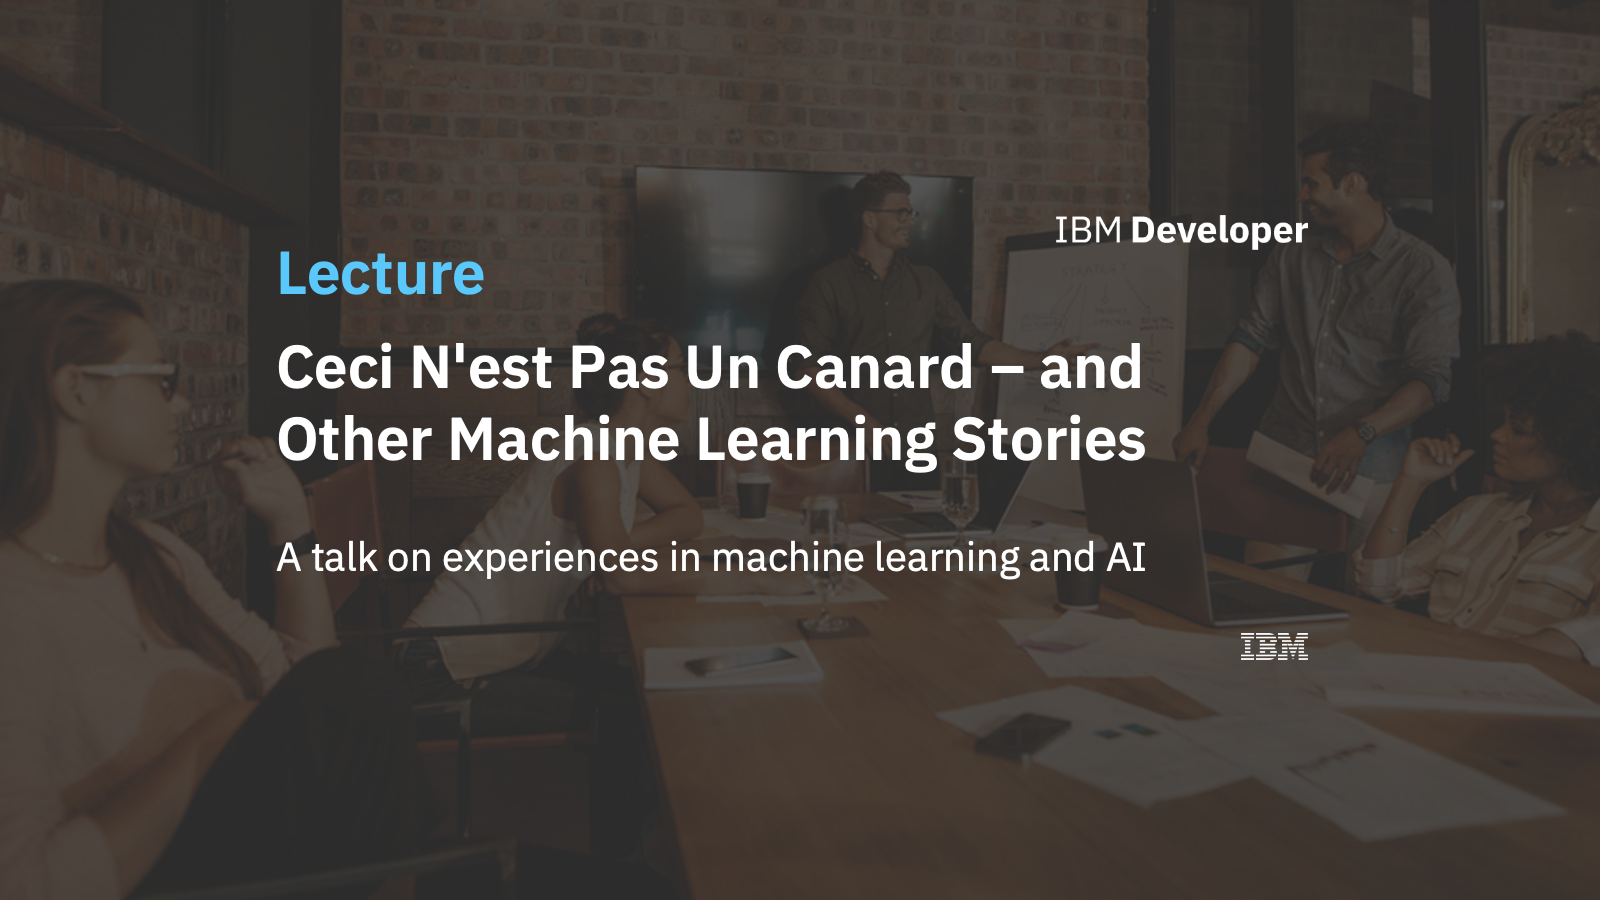 IBM Developer
Lecture
Ceci N'est Pas Un Canard – and
Other Machine Learning Stories
A talk on experiences in machine learning and AI
IBM
STRATEGY